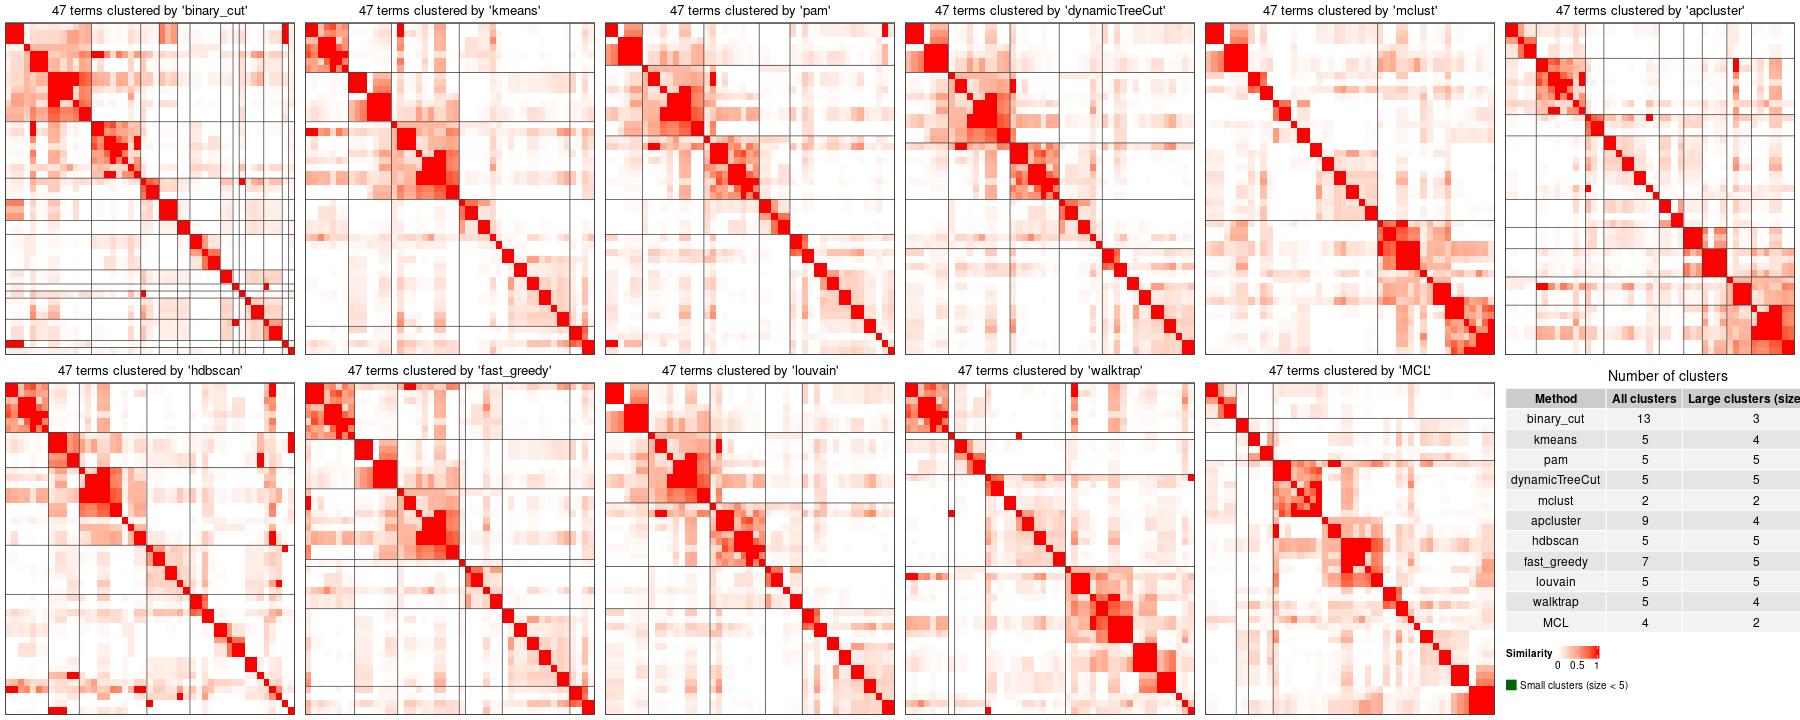 47 terms clustered by 'binary_cut'
47 terms clustered by 'kmeans'
47 terms clustered by 'pam'
47 terms clustered by 'dynamicTreeCut'
47 terms clustered by 'mclust'
47 terms clustered by 'apcluster'
47 terms clustered by 'hdbscan'
47 terms clustered by 'fast_greedy'
47 terms clustered by 'louvain'
47 terms clustered by 'walktrap'
47 terms clustered by 'MCL'
Number of clusters
Method All clusters Large clusters (size
binary_cut 13 3
kmeans 5 4
pam 5 5
dynamicTreeCut 5 5
mclust 2 2
apcluster 9 4
hdbscan 5 5
fast_greedy 7 5
louvain 5 5
walktrap 5 4
MCL 4 2
Similarity
0 0.5 1
Small clusters (size < 5)